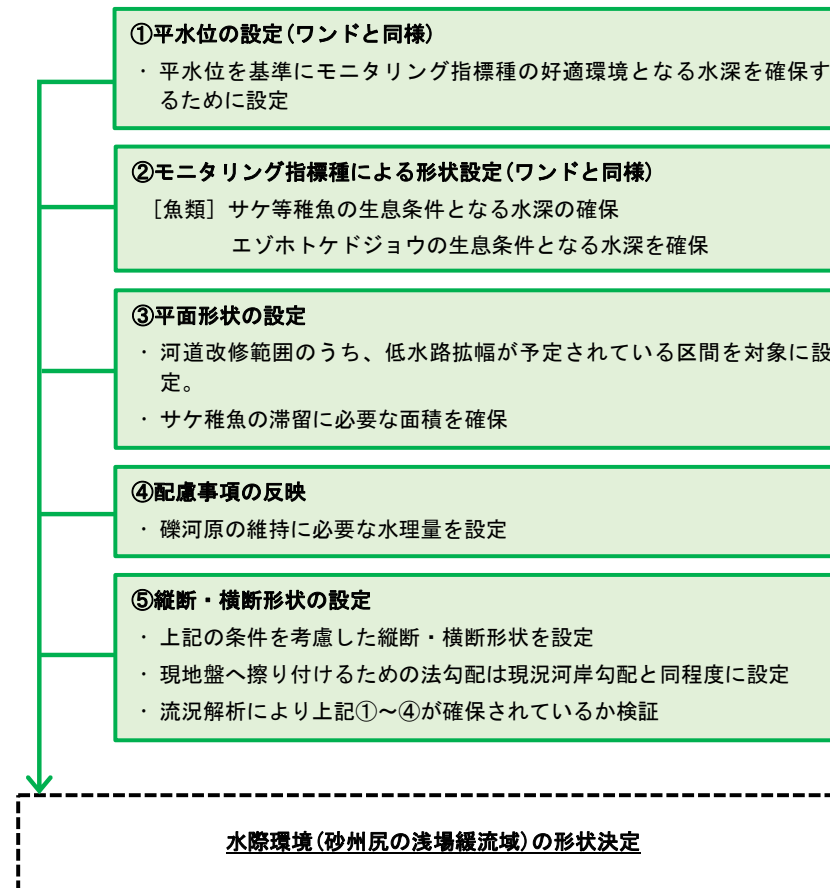 ①平水位の設定(ワンドと同様)
・平水位を基準にモニタリング指標種の好適環境となる水深を確保す
るために設定
②モニタリング指標種による形状設定(ワンドと同様)
［魚類］サケ等稚魚の生息条件となる水深の確保
エゾホトケドジョウの生息条件となる水深を確保
③平面形状の設定
・河道改修範囲のうち、低水路拡幅が予定されている区間を対象に設
定。
・サケ稚魚の滞留に必要な面積を確保
④配慮事項の反映
・礫河原の維持に必要な水理量を設定
⑤縦断・横断形状の設定
・上記の条件を考慮した縦断・横断形状を設定
・現地盤へ擦り付けるための法勾配は現況河岸勾配と同程度に設定
・流況解析により上記①～④が確保されているか検証
水際環境(砂州尻の浅場緩流域)の形状決定